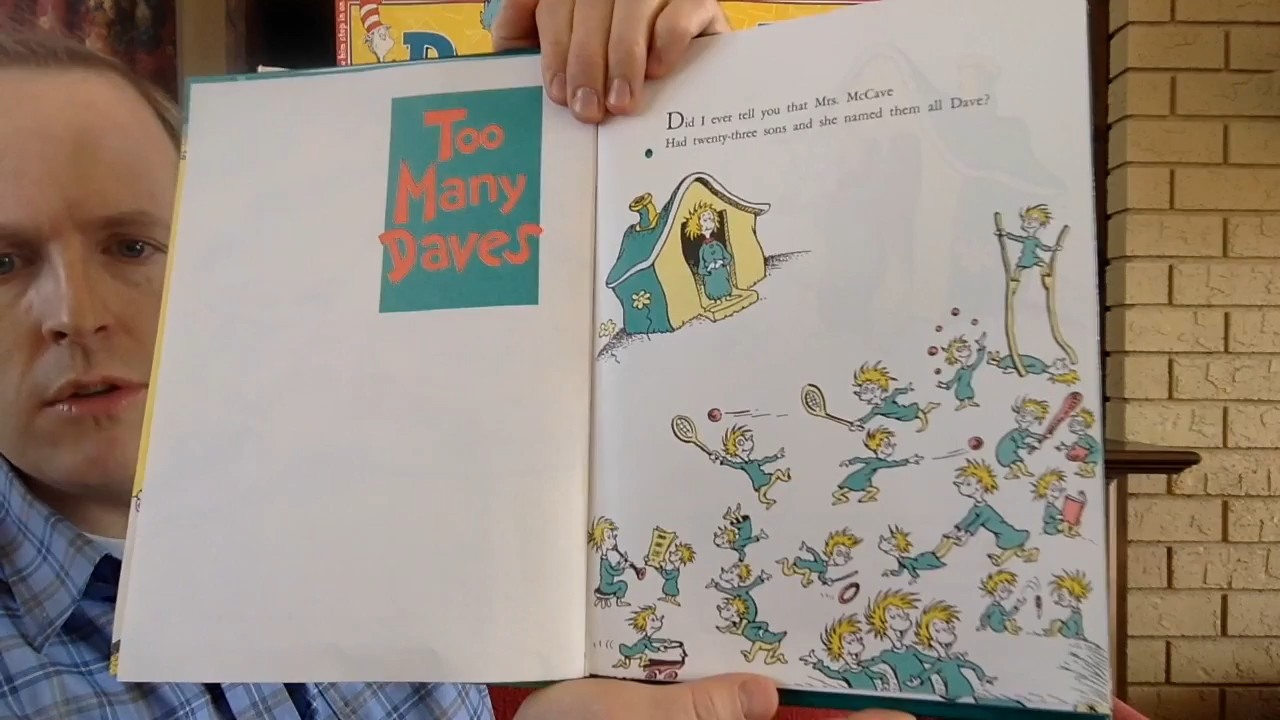 Too
Many
Daves
Did I ever tell you that Mrs. McCave
Had twenty-three sons and she named them all Dave?